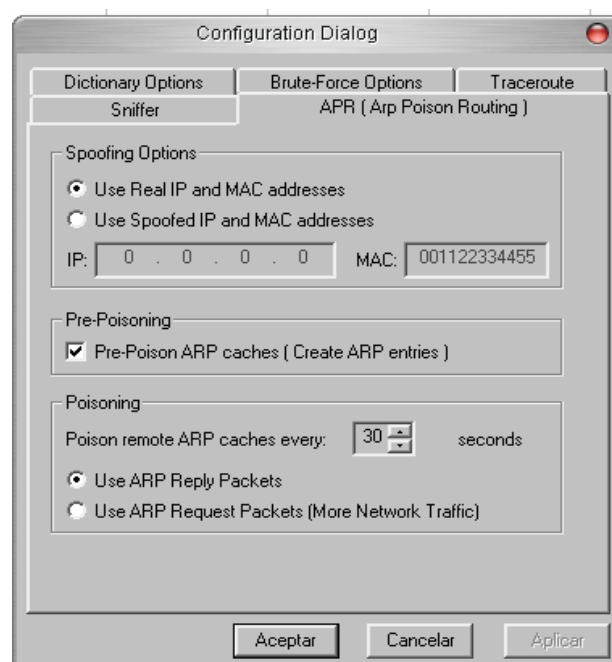 Configuration Dialog
Dictionary Options Brute-Force Options Traceroute
Sniffer APR ( Arp Poison Routing )
Spoofing Options
Use Real IP and MAC addresses
Use Spoofed IP and MAC addresses
IP: 0 . 0 . 0 . 0 MAC: 001122334455
Pre-Poisoning
Pre-Poison ARP caches ( Create ARP entries )
Poisoning
Poison remote ARP caches every: 30 seconds
Use ARP Reply Packets
Use ARP Request Packets (More Network Traffic)
Aceptar Cancelar Aplicar